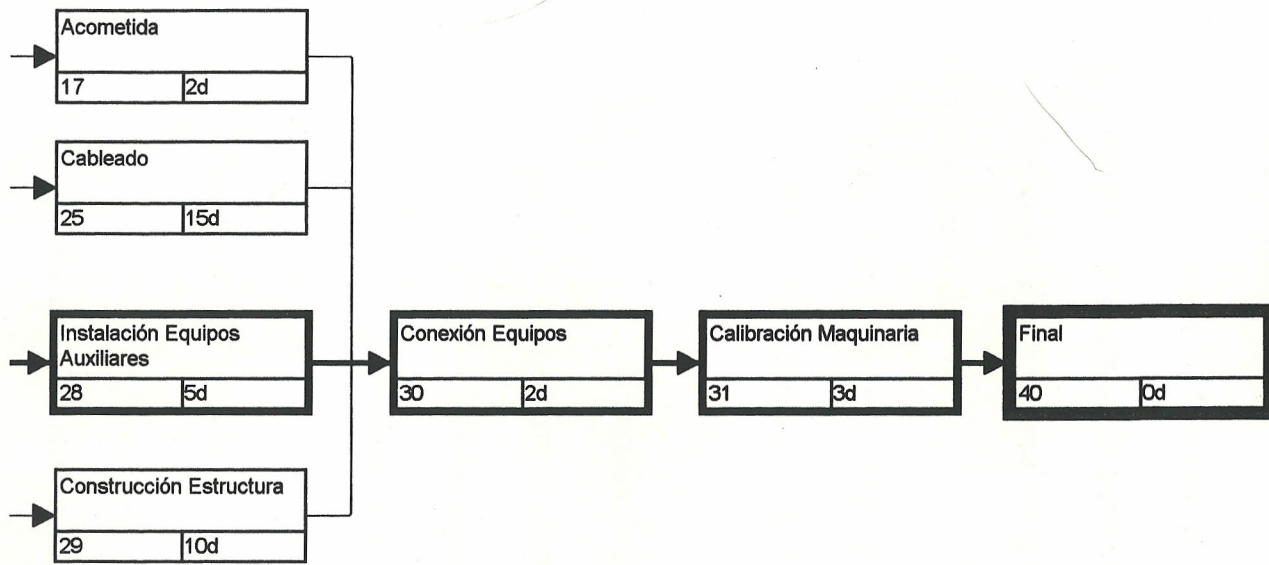 Acometida
17 2d
Cableado
25 15d
Instalación Equipos
Auxiliares
28 5d
Conexión Equipos
30 2d
Calibración Maquinaria
31 3d
Final
40 0d
Construcción Estructura
29 10d